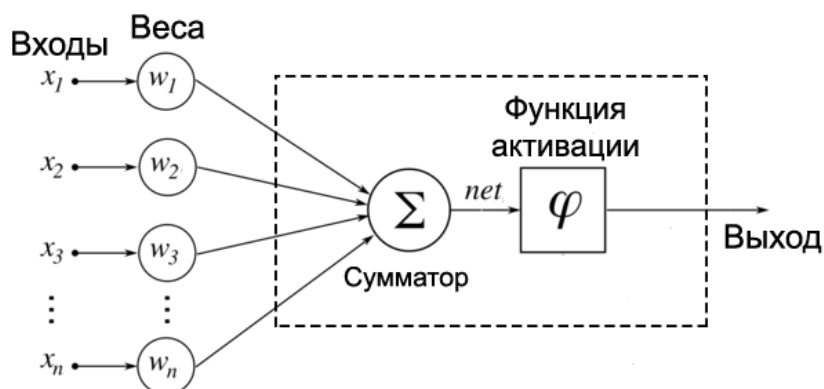 Входы
Веса
x1
w1
x2
w2
x3
w3
xn
wn
Σ
Сумматор
net
Функция
активации
φ
Выход